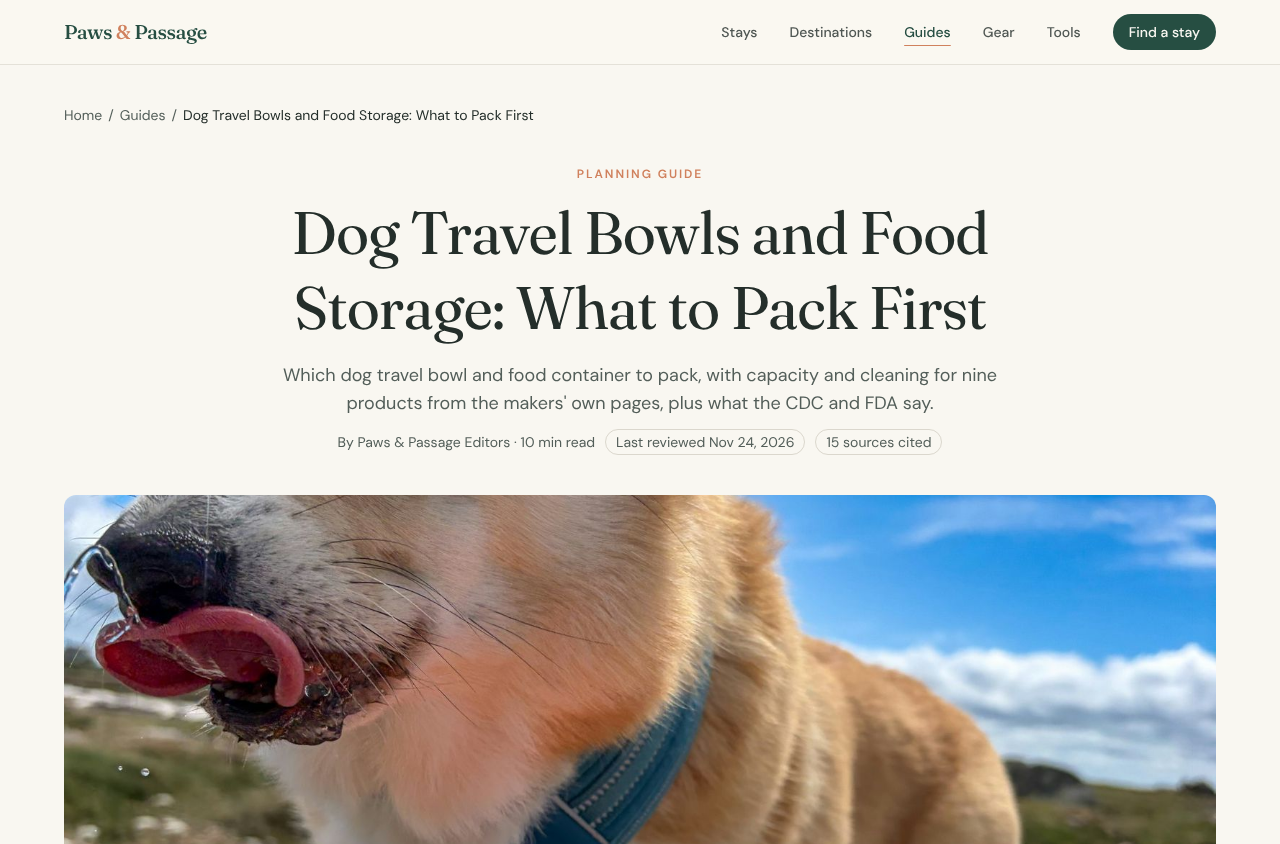 Paws & Passage
Stays
Destinations
Guides
Gear
Tools
Find a stay
Home / Guides / Dog Travel Bowls and Food Storage: What to Pack First
PLANNING GUIDE
Dog Travel Bowls and Food
Storage: What to Pack First
Which dog travel bowl and food container to pack, with capacity and cleaning for nine
products from the makers' own pages, plus what the CDC and FDA say.
By Paws & Passage Editors · 10 min read
Last reviewed Nov 24, 2026
15 sources cited